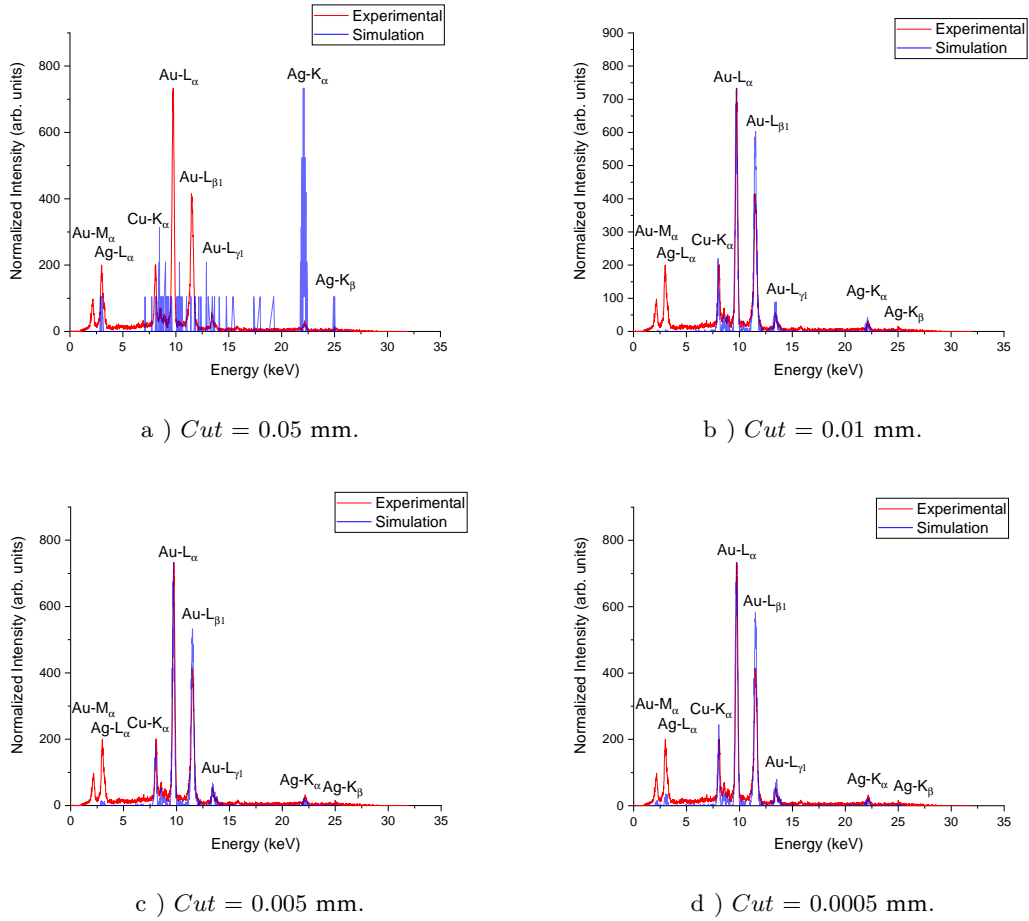 Experimental
Simulation
800
600
400
200
0
Normalized Intensity (arb. units)
Au-Lα
Ag-Kα
Au-Lβ1
Cu-Kα
Au-Mα
Ag-Lα
Au-Lγ1
Ag-Kβ
0 5 10 15 20 25 30 35
Energy (keV)
a ) Cut = 0.05 mm.
Experimental
Simulation
900
800
700
600
500
400
300
200
100
0
Normalized Intensity (arb. units)
Au-Lα
Au-Lβ1
Au-Mα
Cu-Kα
Ag-Lα
Au-Lγ1
Ag-Kα
Ag-Kβ
0 5 10 15 20 25 30 35
Energy (keV)
b ) Cut = 0.01 mm.
Experimental
Simulation
800
600
400
200
0
Normalized Intensity (arb. units)
Au-Lα
Au-Lβ1
Au-Mα
Ag-Lα
Cu-Kα
Au-Lγ1
Ag-Kα
Ag-Kβ
0 5 10 15 20 25 30 35
Energy (keV)
c ) Cut = 0.005 mm.
Experimental
Simulation
800
600
400
200
0
Normalized Intensity (arb. units)
Au-Lα
Au-Lβ1
Au-Mα
Cu-Kα
Ag-Lα
Au-Lγ1
Ag-Kα
Ag-Kβ
0 5 10 15 20 25 30 35
Energy (keV)
d ) Cut = 0.0005 mm.